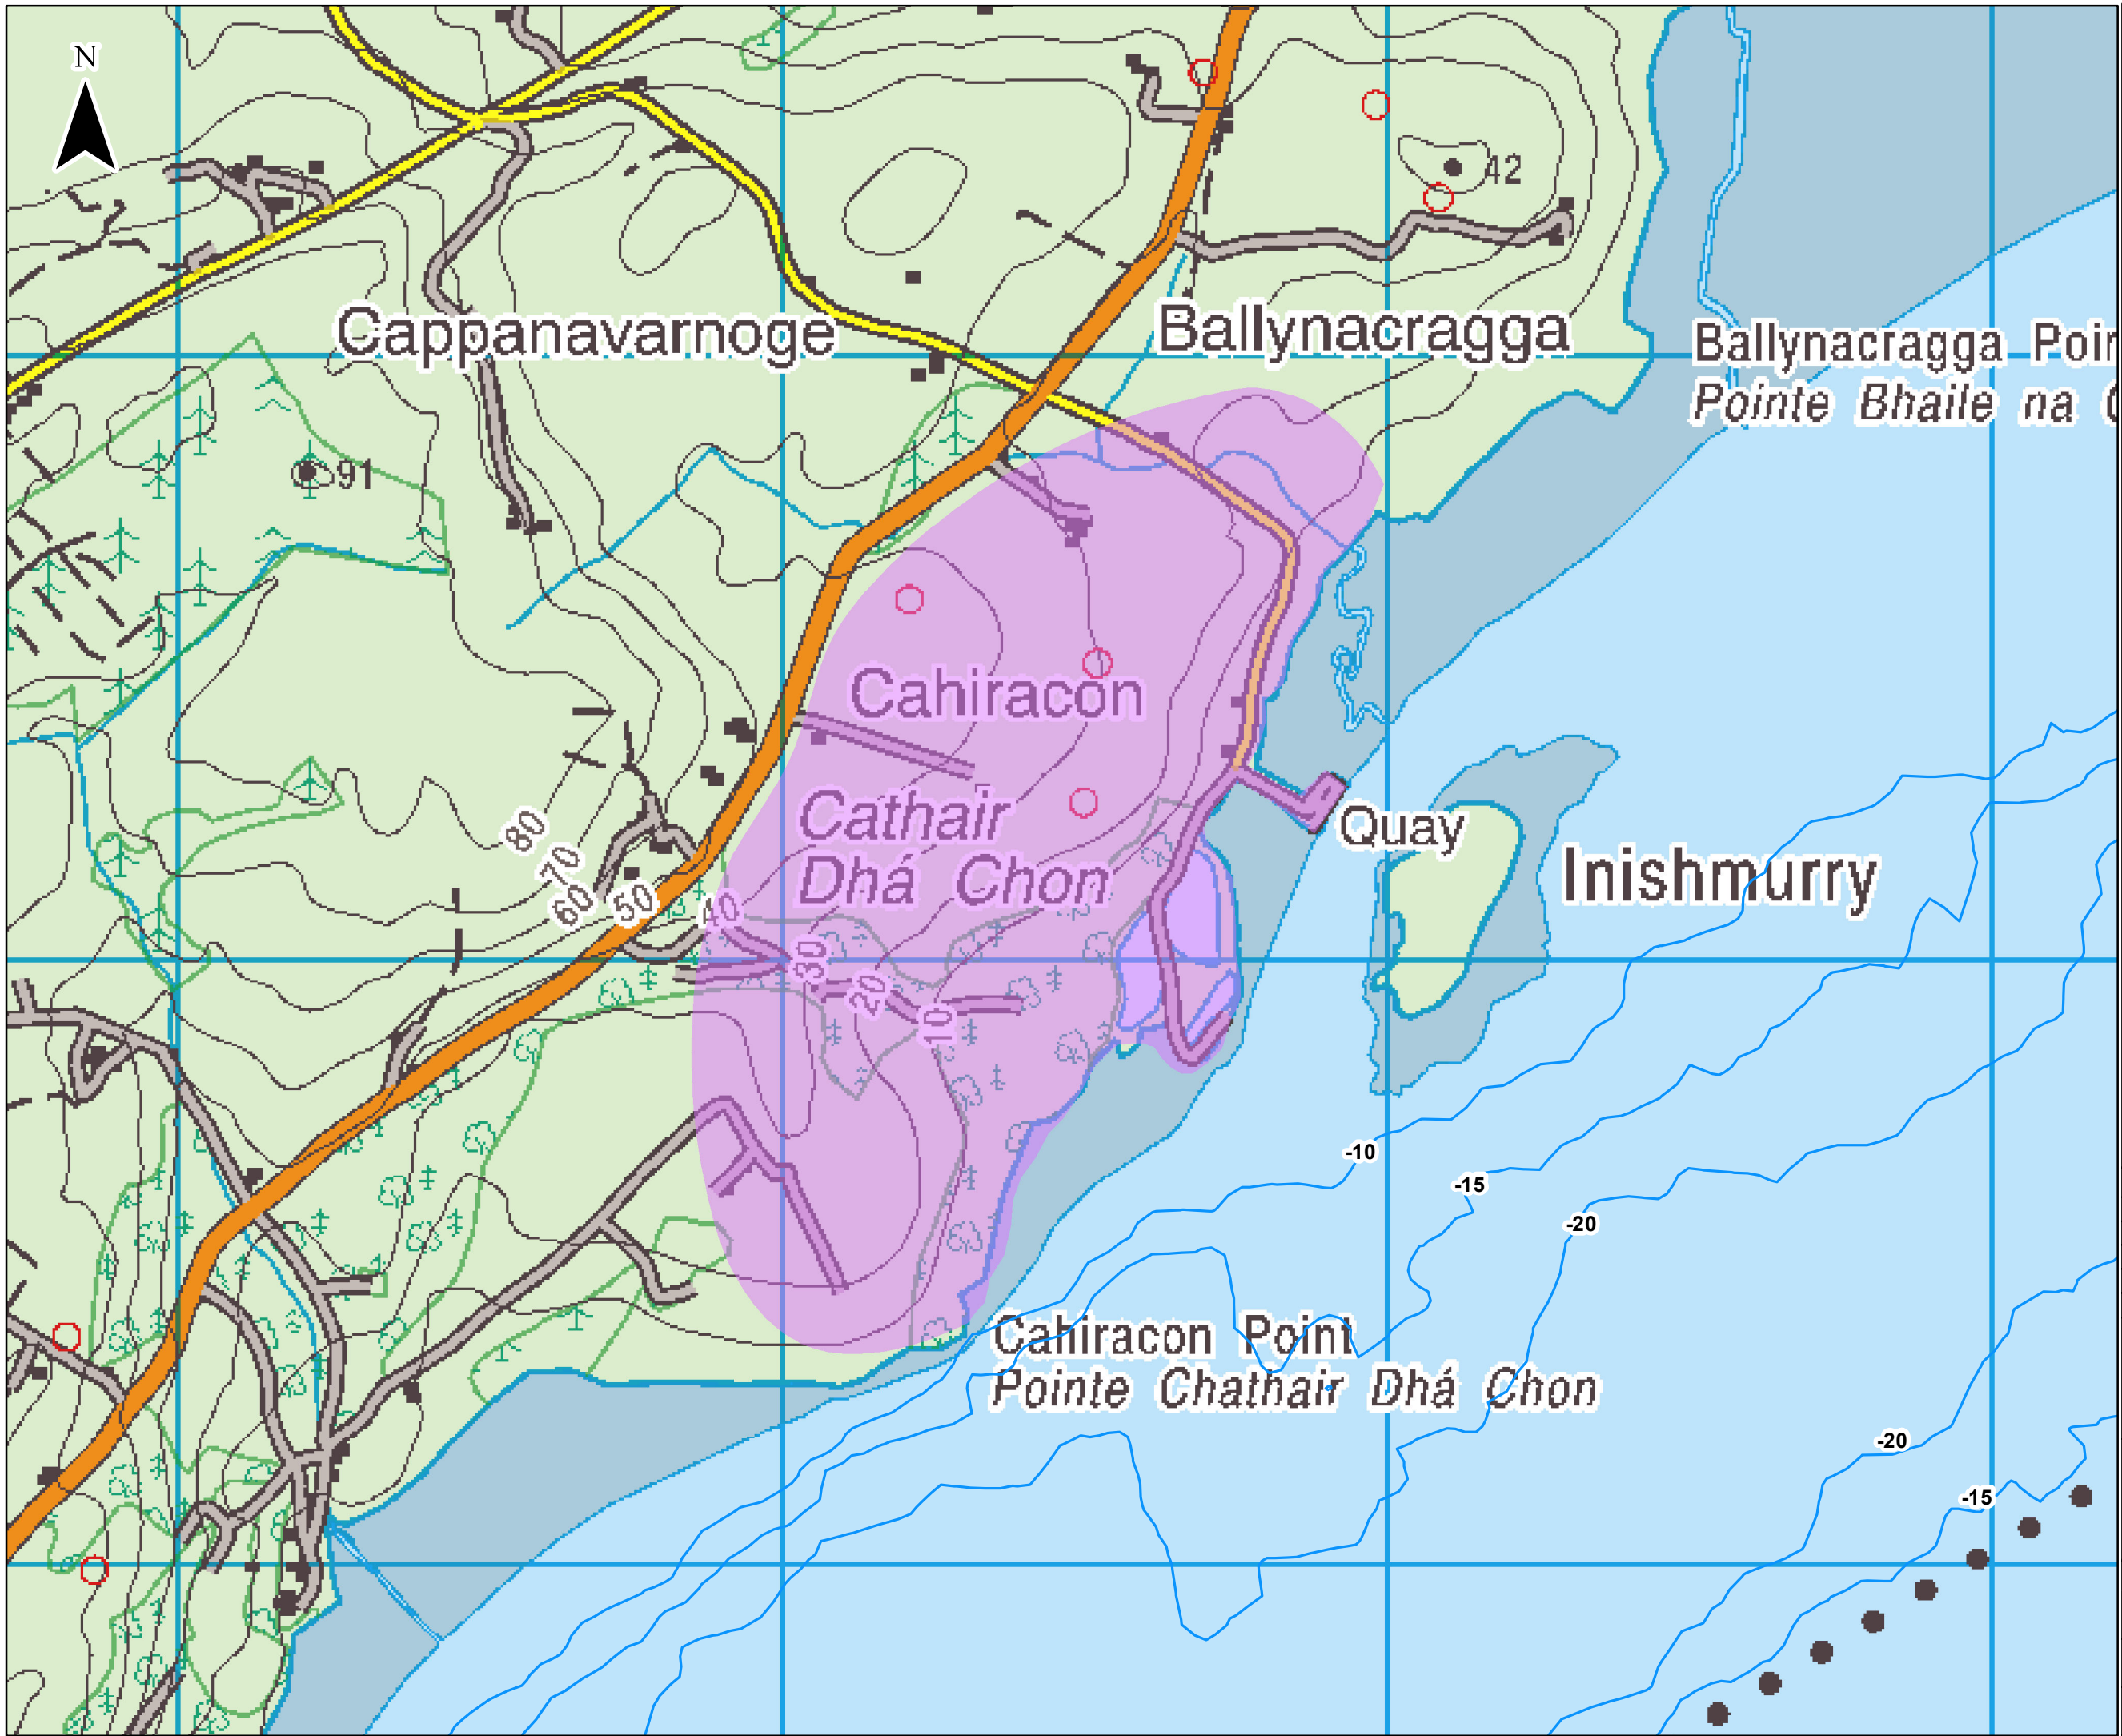 N
42
Cappanavarnoge
Ballynacragga
Ballynacragga Poin
Pointe Bhaile na C
91
Cahiracon
Cathair
Dhá Chon
Quay
Inishmurry
80
70
60
50
40
30
20
10
-10
-15
-20
Cahiracon Point
Pointe Chathair Dhá Chon
-20
-15